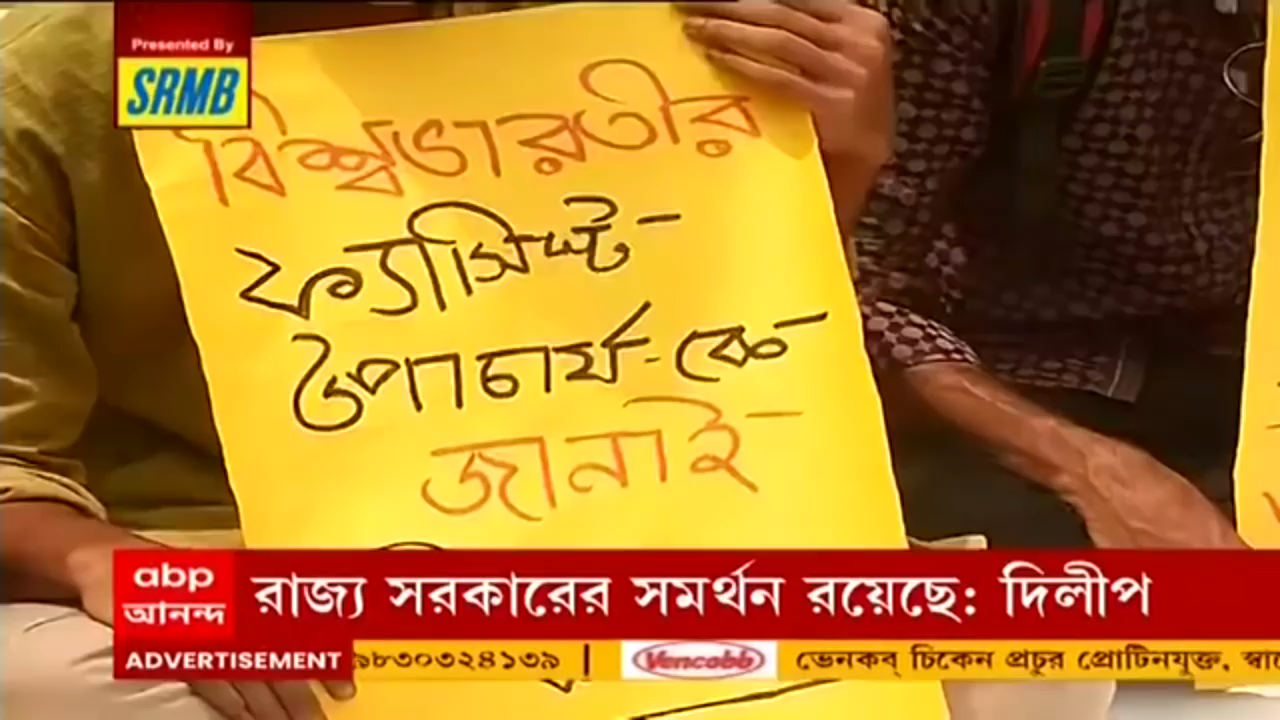 Presented By
SRMB
বিশ্বভারতীর
ফ্যাসিস্ট
উপাচার্য-কে
জানাই
abp
আনন্দ
রাজ্য সরকারের সমর্থন রয়েছে: দিলীপ
ADVERTISEMENT
৯৮৩০৩২৪১৩৯ | Vencobb ভেনকব্ চিকেন প্রচুর প্রোটিনযুক্ত,